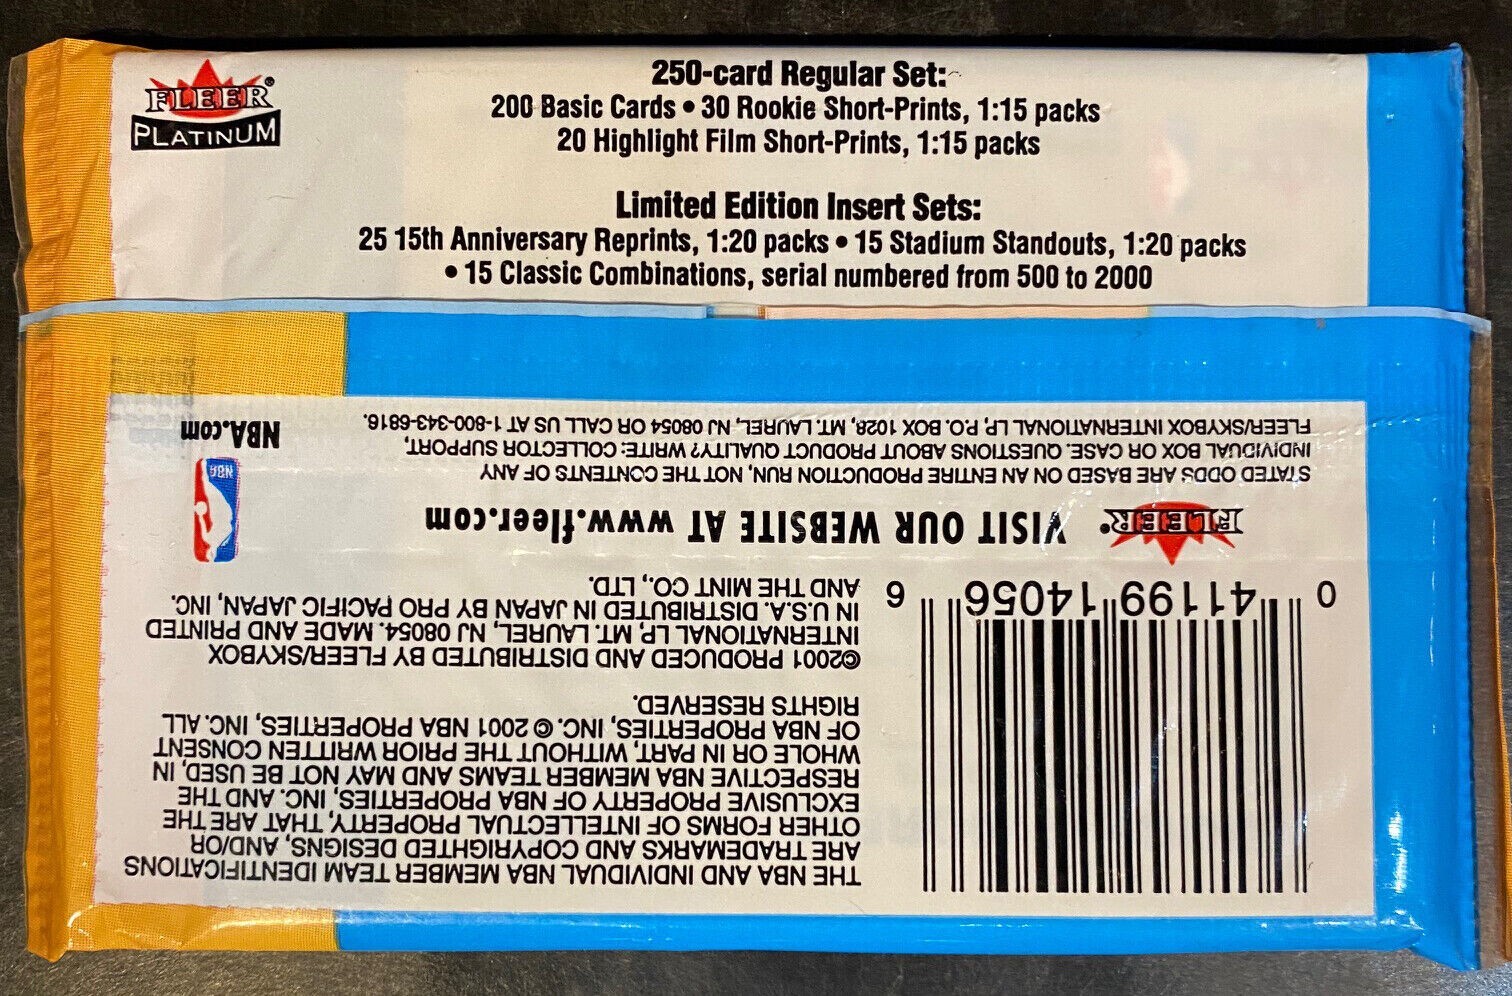 FLEER®
PLATINUM
250-card Regular Set:
200 Basic Cards • 30 Rookie Short-Prints, 1:15 packs
20 Highlight Film Short-Prints, 1:15 packs
Limited Edition Insert Sets:
25 15th Anniversary Reprints, 1:20 packs • 15 Stadium Standouts, 1:20 packs
• 15 Classic Combinations, serial numbered from 500 to 2000
THE NBA AND INDIVIDUAL NBA MEMBER TEAM IDENTIFICATIONS
ARE TRADEMARKS AND COPYRIGHTED DESIGNS, AND/OR
OTHER FORMS OF INTELLECTUAL PROPERTY, THAT ARE THE
EXCLUSIVE PROPERTY OF NBA PROPERTIES, INC. AND THE
RESPECTIVE NBA MEMBER TEAMS AND MAY NOT BE USED, IN
WHOLE OR IN PART, WITHOUT THE PRIOR WRITTEN CONSENT
OF NBA PROPERTIES, INC. © 2001 NBA PROPERTIES, INC. ALL
RIGHTS RESERVED.
©2001 PRODUCED AND DISTRIBUTED BY FLEER/SKYBOX
INTERNATIONAL LP, MT. LAUREL, NJ 08054. MADE AND PRINTED
IN U.S.A. DISTRIBUTED IN JAPAN BY PRO PACIFIC JAPAN, INC.
AND THE MINT CO., LTD.
0 41199 14056 6
FLEER®
VISIT OUR WEBSITE AT www.fleer.com
NBA
STATED ODDS ARE BASED ON AN ENTIRE PRODUCTION RUN, NOT THE CONTENTS OF ANY
INDIVIDUAL BOX OR CASE. QUESTIONS ABOUT PRODUCT QUALITY? WRITE: COLLECTOR SUPPORT,
FLEER/SKYBOX INTERNATIONAL LP, P.O. BOX 1028, MT. LAUREL, NJ 08054 OR CALL US AT 1-800-343-6816.
NBA.com